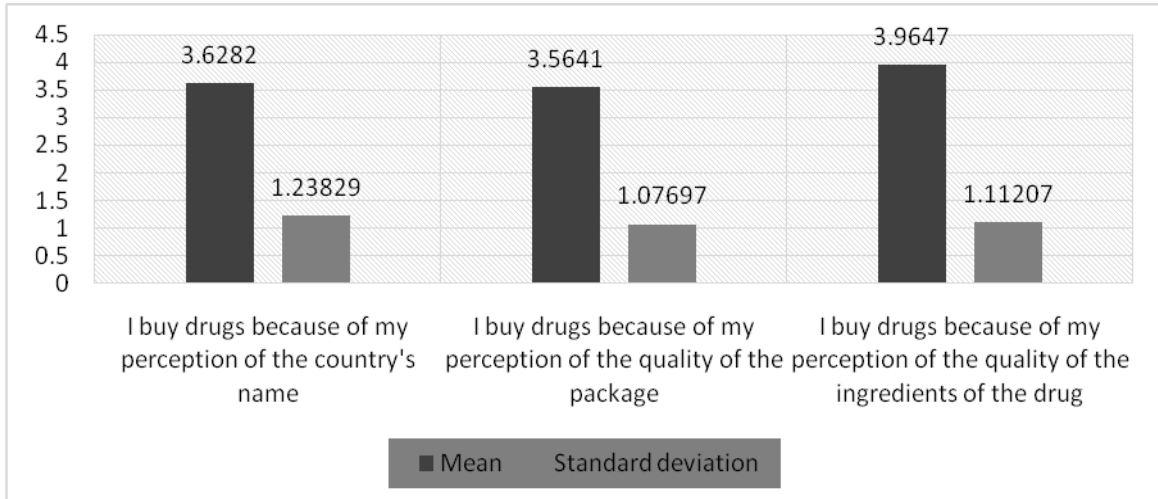 4.5
4
3.5
3
2.5
2
1.5
1
0.5
0
3.6282
1.23829
3.5641
1.07697
3.9647
1.11207
I buy drugs because of my
perception of the country's
name
I buy drugs because of my
perception of the quality of the
package
I buy drugs because of my
perception of the quality of the
ingredients of the drug
Mean
Standard deviation